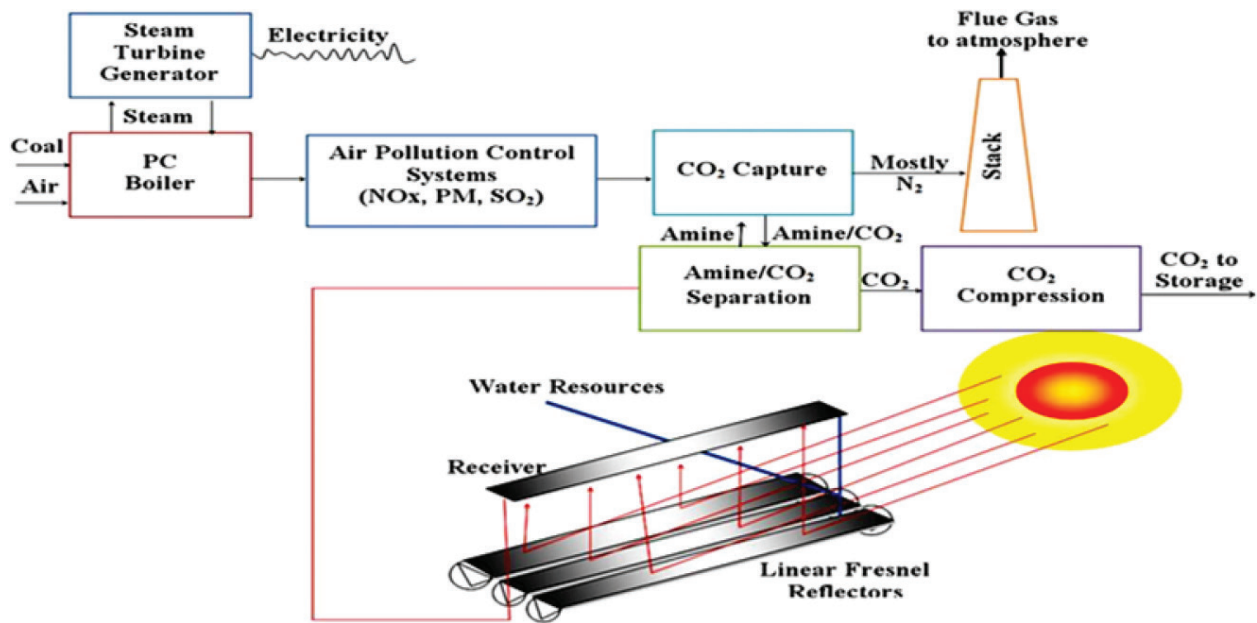 Steam
Turbine
Generator
Electricity
Flue Gas
to atmosphere
Steam
Coal
Air
PC
Boiler
Air Pollution Control
Systems
(NOx, PM, SO₂)
CO₂ Capture
Mostly
N₂
Stack
Amine
Amine/CO₂
Amine/CO₂
Separation
CO₂
CO₂
Compression
CO₂ to
Storage
Water Resources
Receiver
Linear Fresnel
Reflectors